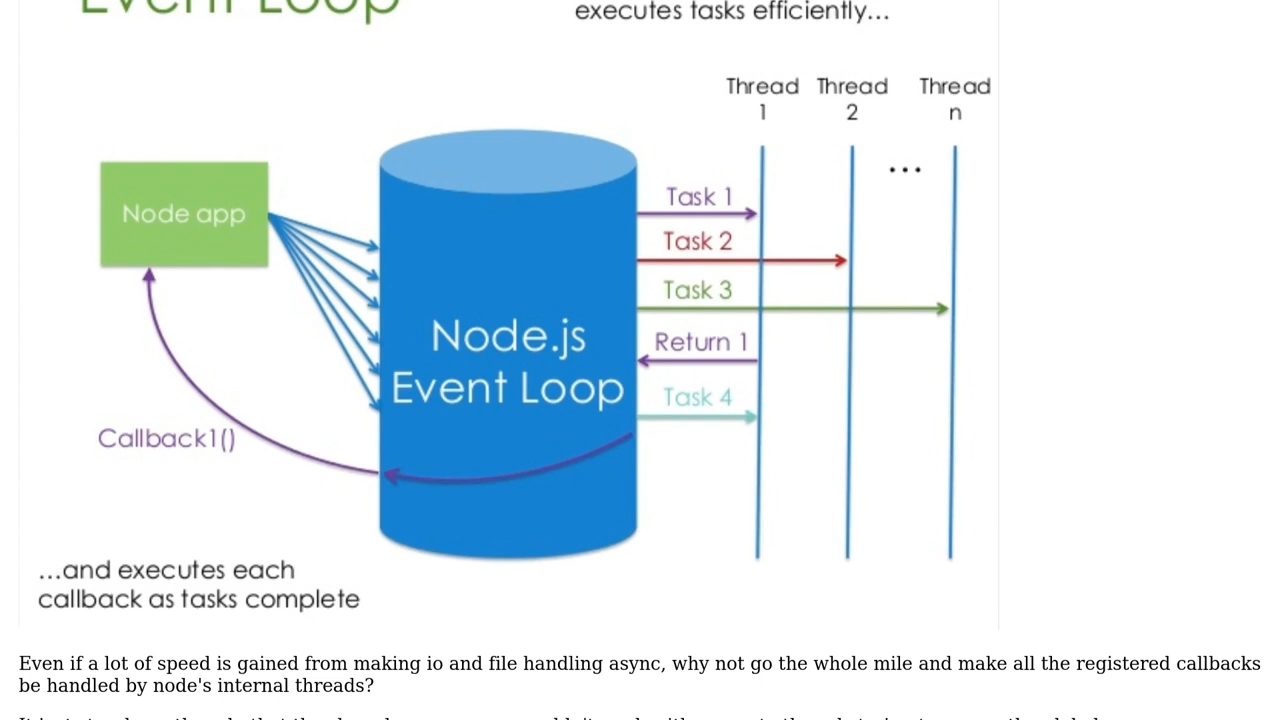 Event Loop
executes tasks efficiently...
Thread Thread Thread
1 2 n
...
Task 1
Node app
Task 2
Task 3
Node.js
Return 1
Event Loop
Task 4
Callback1()
...and executes each
callback as tasks complete
Even if a lot of speed is gained from making io and file handling async, why not go the whole mile and make all the registered callbacks
be handled by node's internal threads?